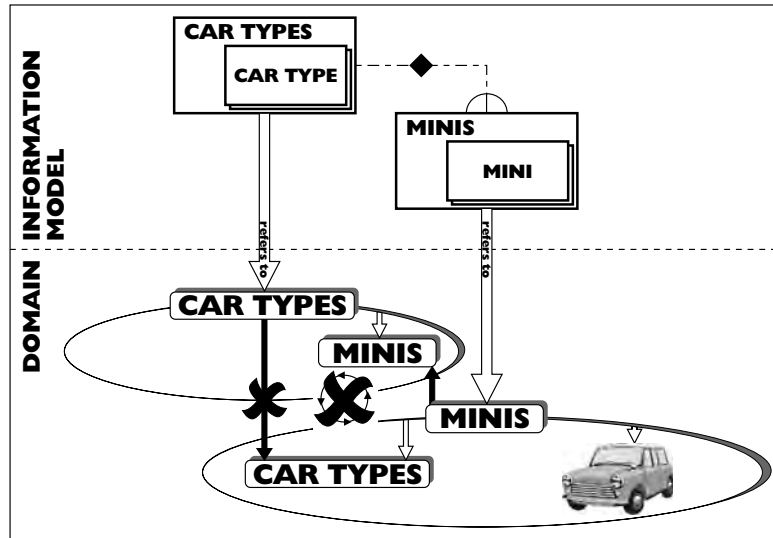 CAR TYPES
CAR TYPE
MINIS
MINI
INFORMATION
MODEL
refers to
refers to
DOMAIN
CAR TYPES
MINIS
MINIS
CAR TYPES